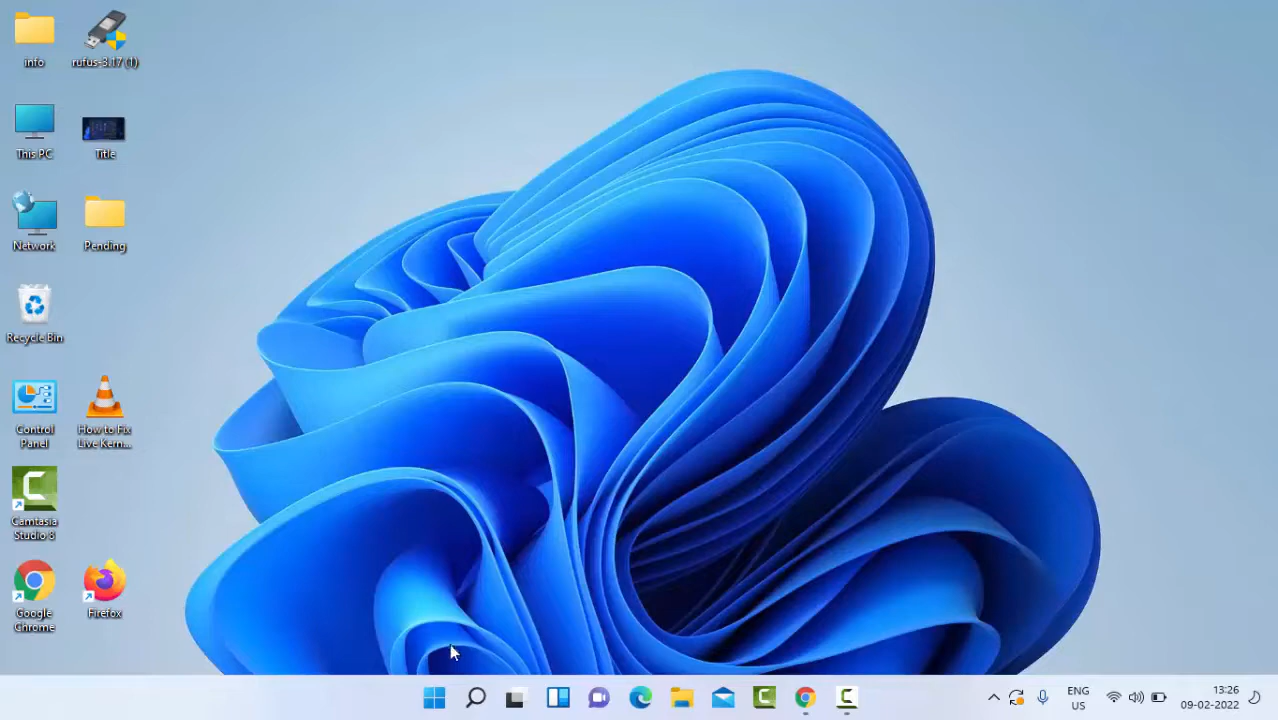 info
rufus-3.17 (1)
This PC
Title
Network
Pending
Recycle Bin
Control
Panel
How to Fix
Live Kern...
Camtasia
Studio 8
Google
Chrome
Firefox
ENG
US
13:26
09-02-2022